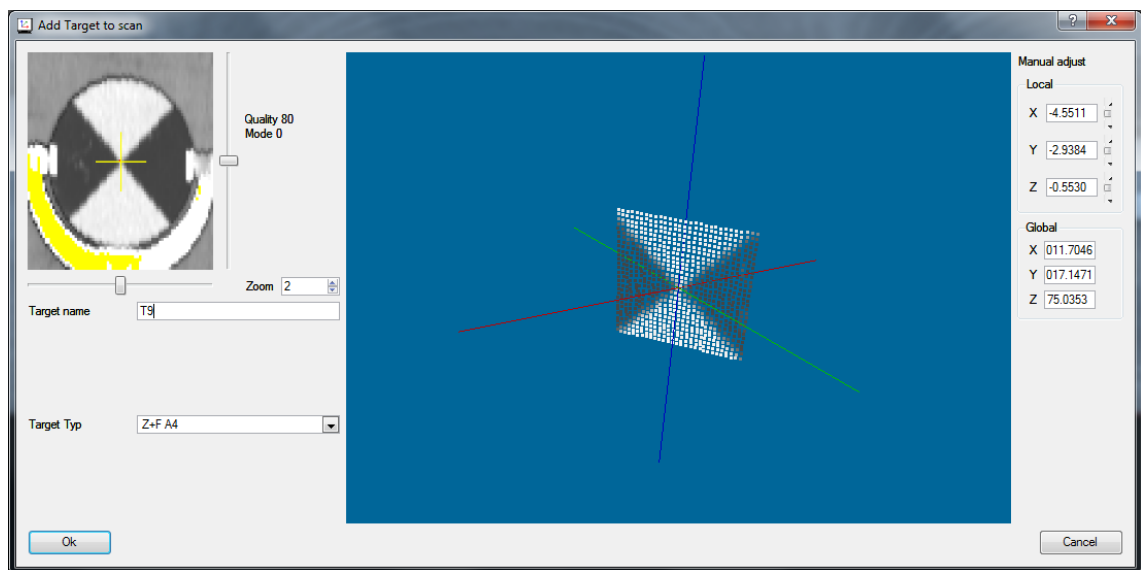 Add Target to scan
Quality 80
Mode 0
Zoom 2
Target name T9
Target Typ Z+F A4
Ok
Manual adjust
Local
X -4.5511
Y -2.9384
Z -0.5530
Global
X 011.7046
Y 017.1471
Z 75.0353
Cancel